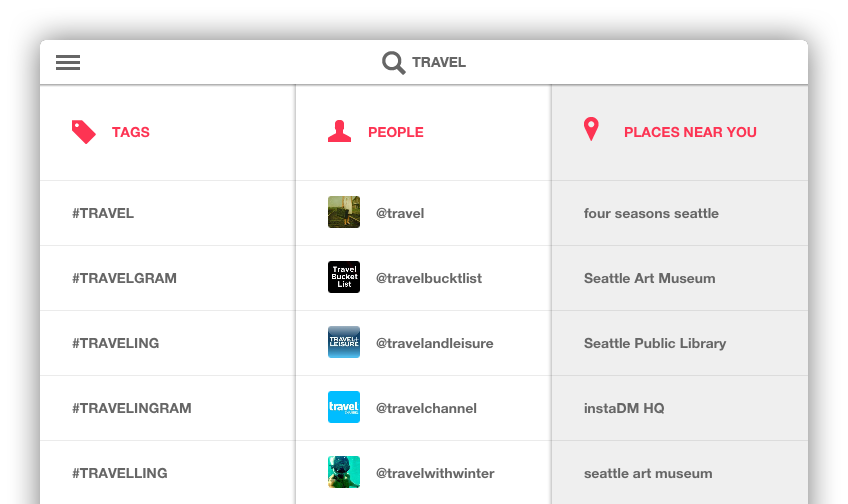 TRAVEL
TAGS
#TRAVEL
#TRAVELGRAM
#TRAVELING
#TRAVELINGRAM
#TRAVELLING
PEOPLE
@travel
Travel
Bucket
List
@travelbucktlist
TRAVEL+
LEISURE
@travelandleisure
travel
@travelchannel
@travelwithwinter
PLACES NEAR YOU
four seasons seattle
Seattle Art Museum
Seattle Public Library
instaDM HQ
seattle art museum